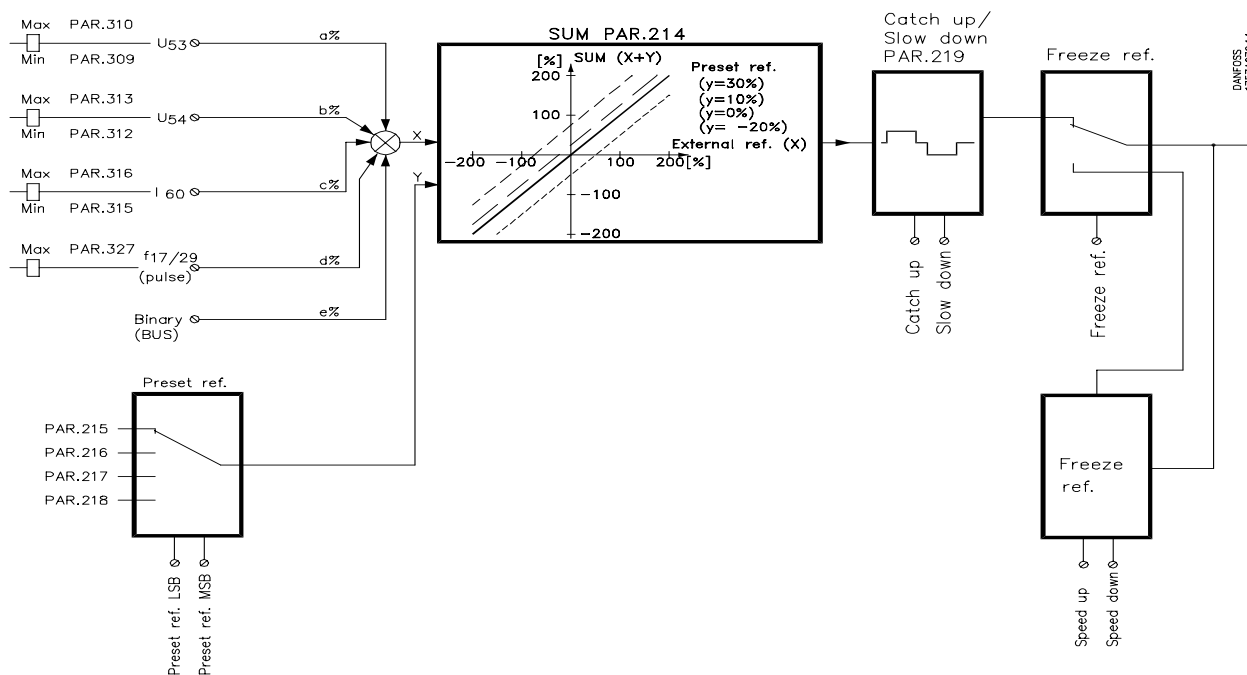 Max PAR.310
Min PAR.309
U53
a%
Max PAR.313
Min PAR.312
U54
b%
Max PAR.316
Min PAR.315
I 60
c%
Max PAR.327
f17/29
(pulse)
d%
Binary
(BUS)
e%
X
Y
SUM PAR.214
[%] SUM (X+Y)
200
100
-200 -100 100 200[%]
-100
-200
Preset ref.
(y=30%)
(y=10%)
(y=0%)
(y= -20%)
External ref. (X)
Catch up/
Slow down
PAR.219
Catch up
Slow down
Freeze ref.
Freeze ref.
DANFOSS
Preset ref.
PAR.215
PAR.216
PAR.217
PAR.218
Preset ref. LSB
Preset ref. MSB
Freeze
ref.
Speed up
Speed down